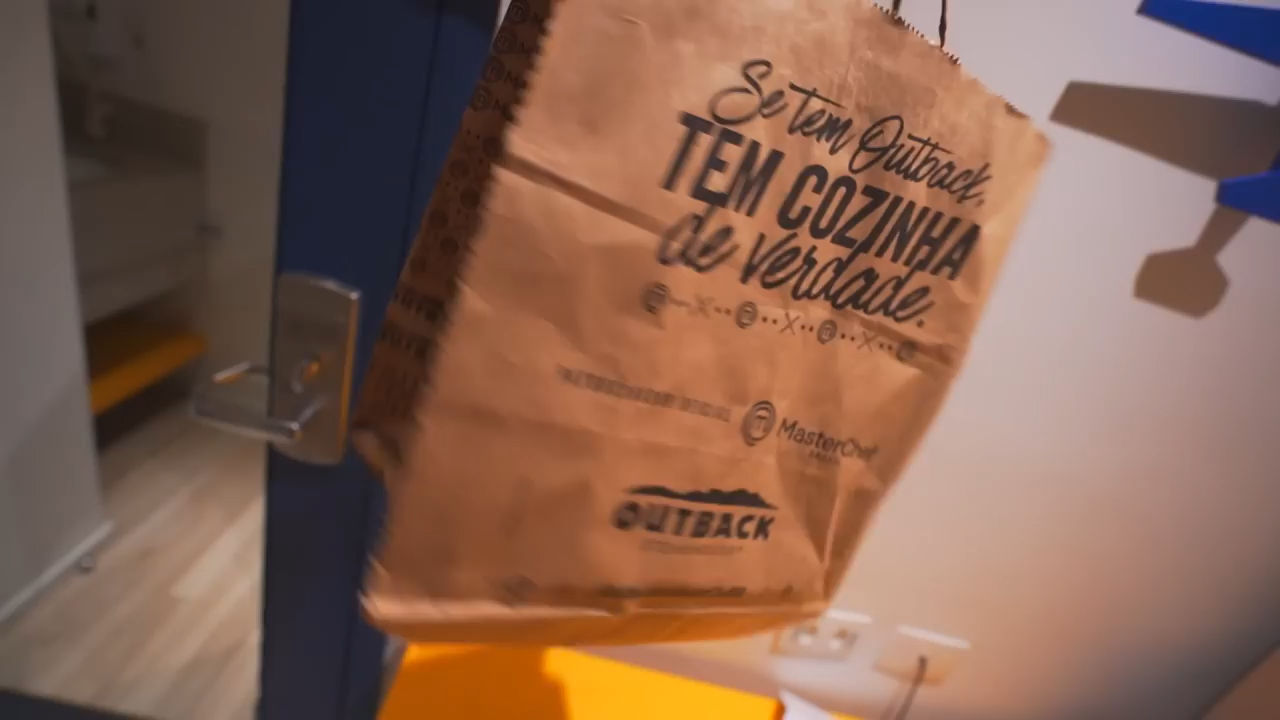 Se tem Outback,
TEM COZINHA
de verdade.
MasterChef
OUTBACK